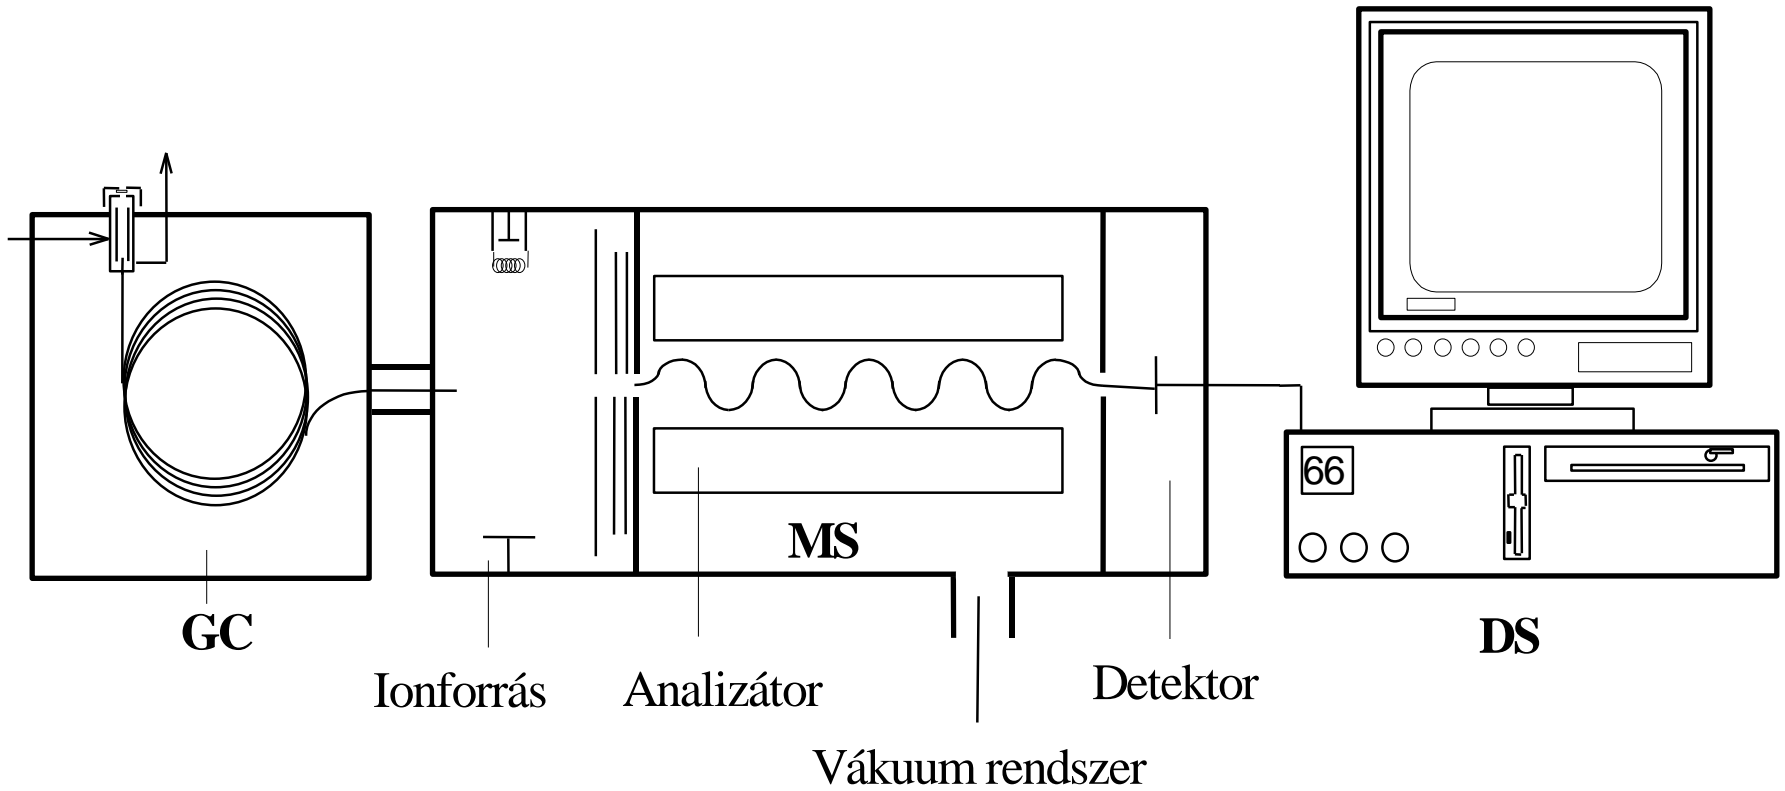 66
MS
GC
DS
Ionforrás
Analizátor
Detektor
Vákuum rendszer